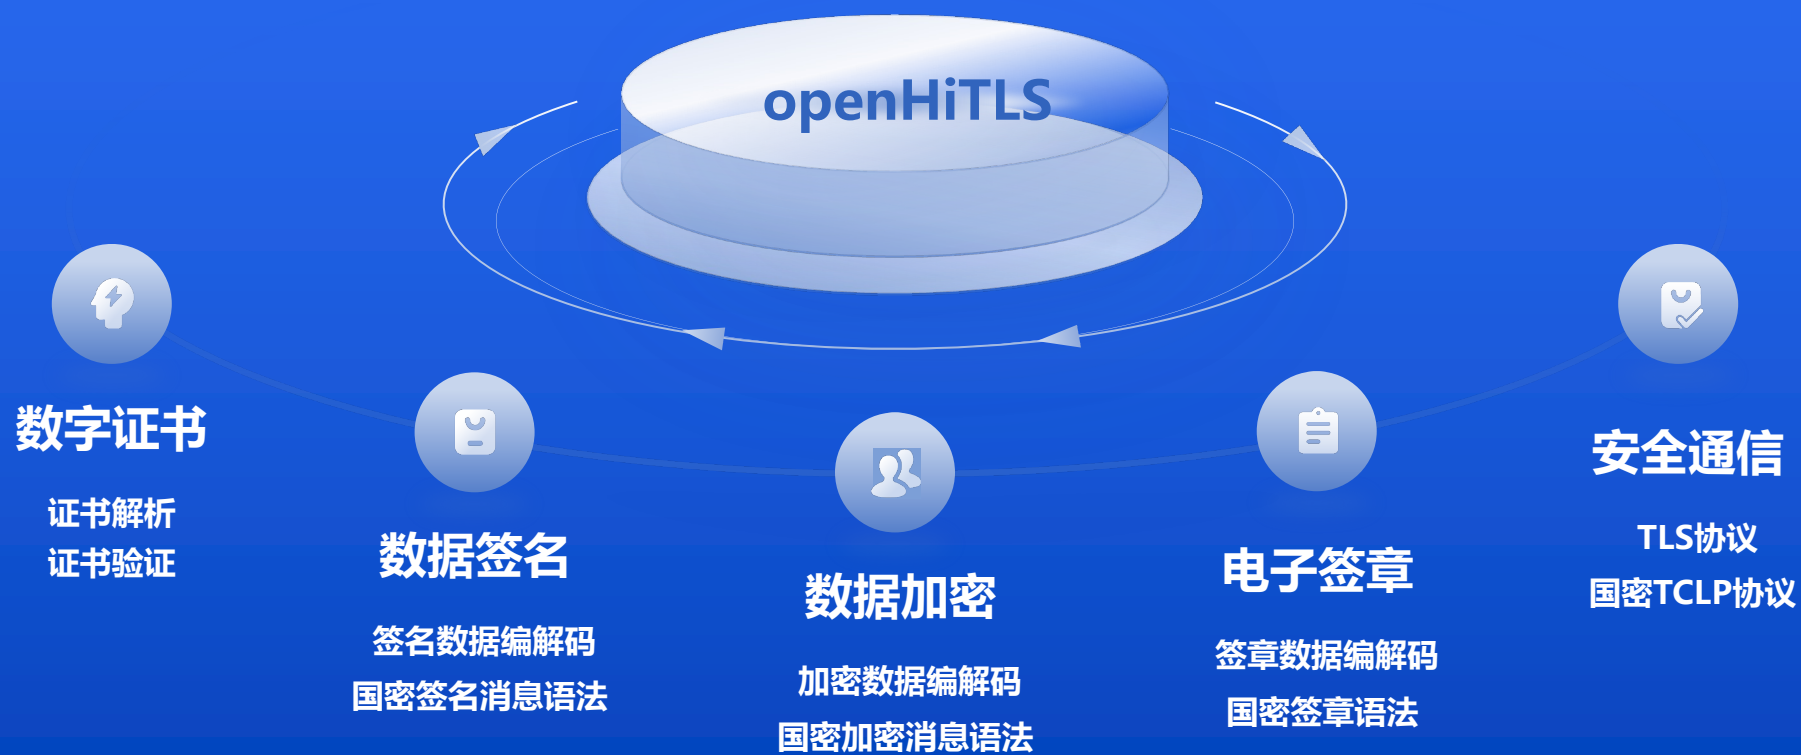 openHiTLS
数字证书
证书解析
证书验证
数据签名
签名数据编解码
国密签名消息语法
数据加密
加密数据编解码
国密加密消息语法
电子签章
签章数据编解码
国密签章语法
安全通信
TLS协议
国密TCLP协议